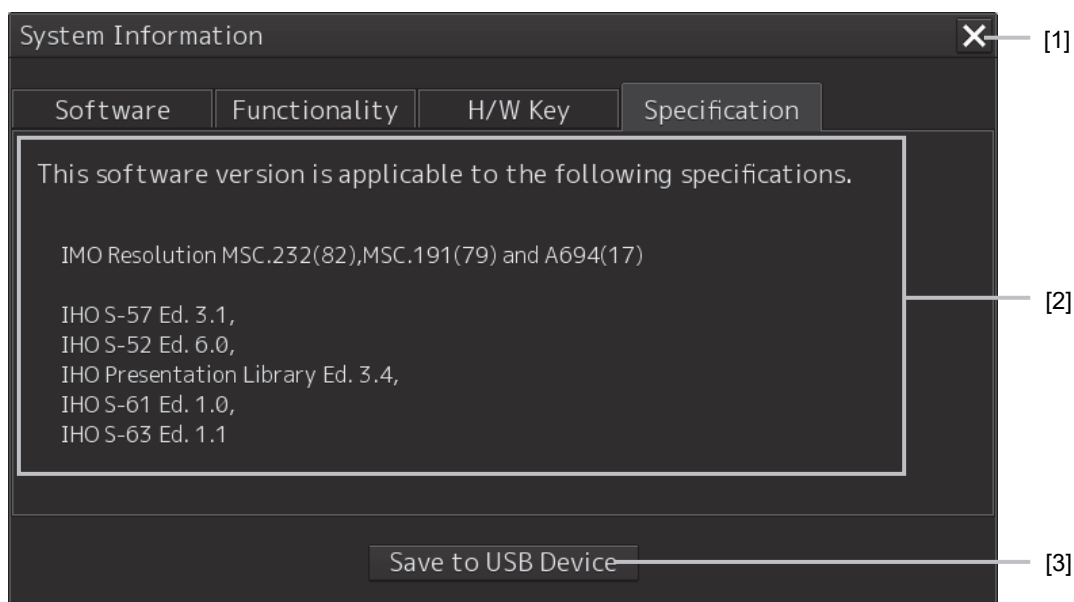 System Information
[1]
Software Functionality H/W Key Specification
This software version is applicable to the following specifications.
IMO Resolution MSC.232(82),MSC.191(79) and A694(17)
[2]
IHO S-57 Ed. 3.1,
IHO S-52 Ed. 6.0,
IHO Presentation Library Ed. 3.4,
IHO S-61 Ed. 1.0,
IHO S-63 Ed. 1.1
Save to USB Device
[3]